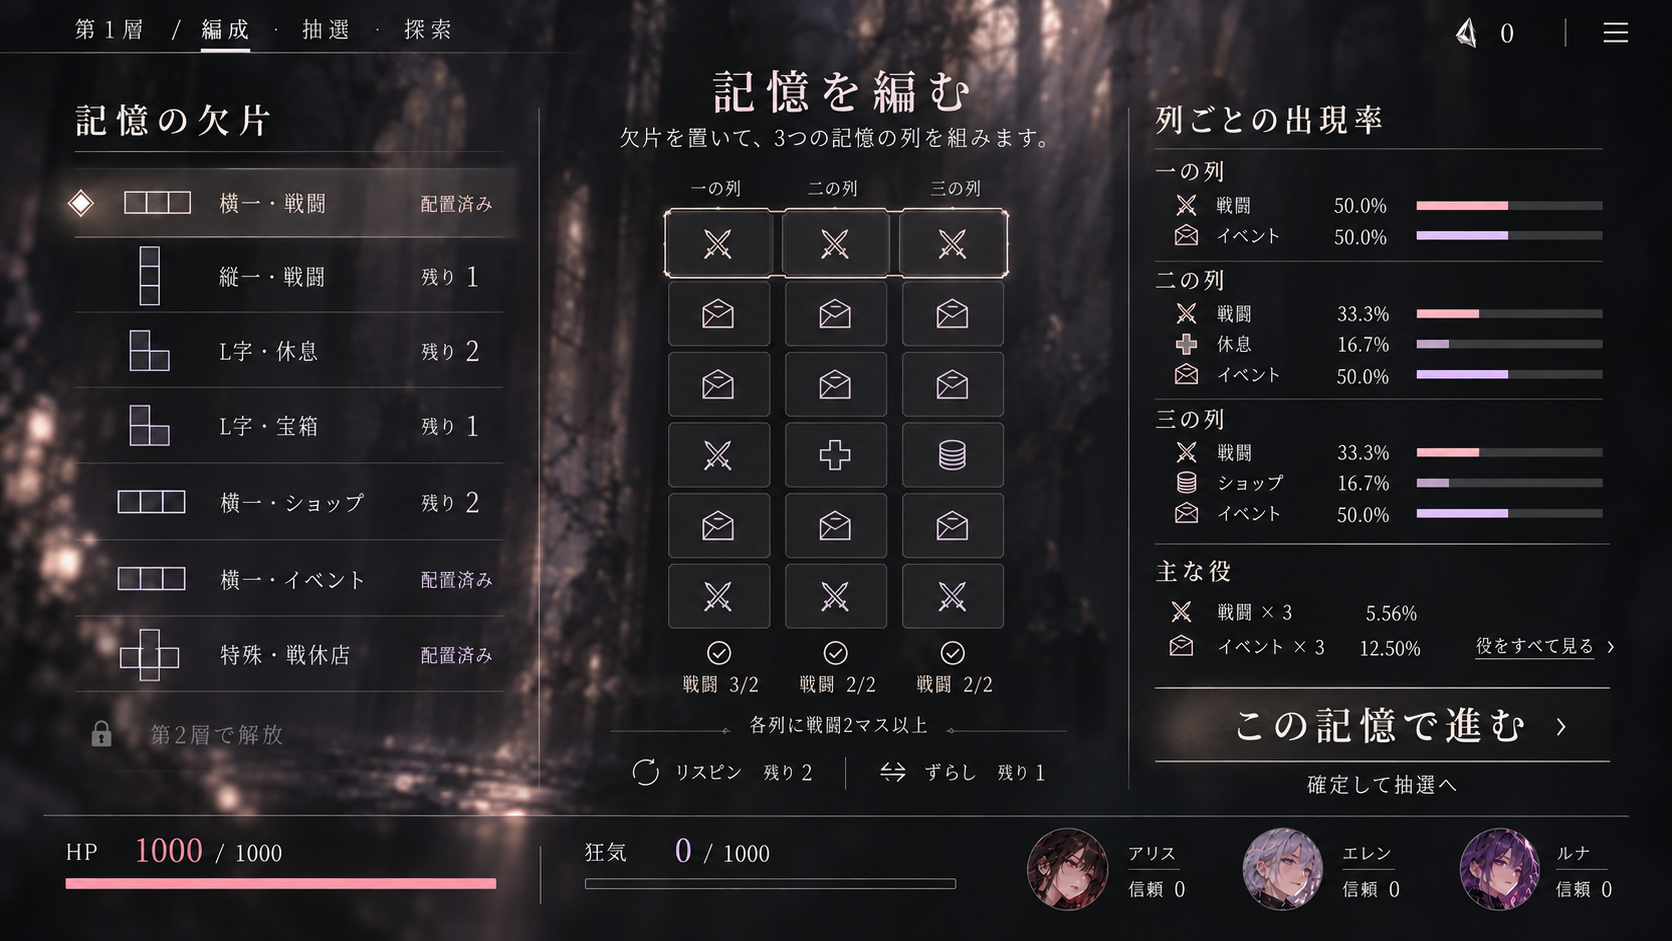 第1層 / 編成 · 抽選 · 探索
0
記憶の欠片
横一・戦闘 配置済み
縦一・戦闘 残り 1
L字・休息 残り 2
L字・宝箱 残り 1
横一・ショップ 残り 2
横一・イベント 配置済み
特殊・戦休店 配置済み
第2層で解放
記憶を編む
欠片を置いて、3つの記憶の列を組みます。
一の列 二の列 三の列
戦闘 3/2 戦闘 2/2 戦闘 2/2
各列に戦闘2マス以上
リスピン 残り 2 ずらし 残り 1
列ごとの出現率
一の列
戦闘 50.0%
イベント 50.0%
二の列
戦闘 33.3%
休息 16.7%
イベント 50.0%
三の列
戦闘 33.3%
ショップ 16.7%
イベント 50.0%
主な役
戦闘 × 3 5.56%
イベント × 3 12.50% 役をすべて見る ›
この記憶で進む ›
確定して抽選へ
HP 1000 / 1000
狂気 0 / 1000
アリス
信頼 0
エレン
信頼 0
ルナ
信頼 0